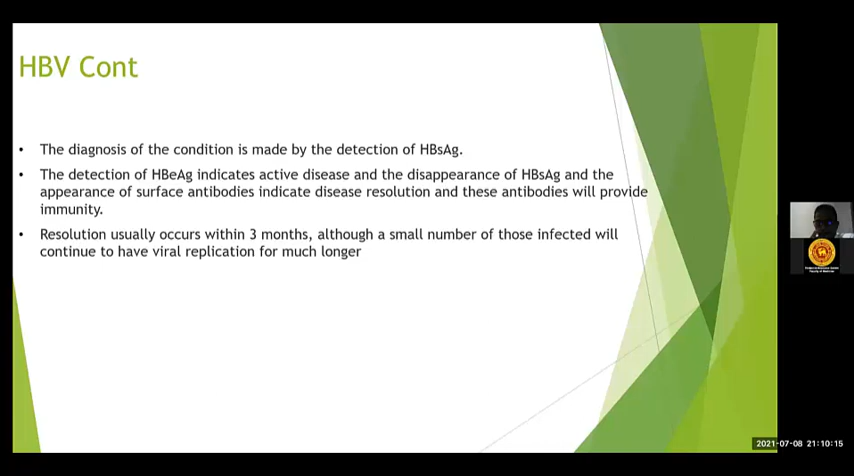 HBV Cont
• The diagnosis of the condition is made by the detection of HBsAg.
• The detection of HBeAg indicates active disease and the disappearance of HBsAg and the
appearance of surface antibodies indicate disease resolution and these antibodies will provide
immunity.
• Resolution usually occurs within 3 months, although a small number of those infected will
continue to have viral replication for much longer
2021-07-08 21:10:15